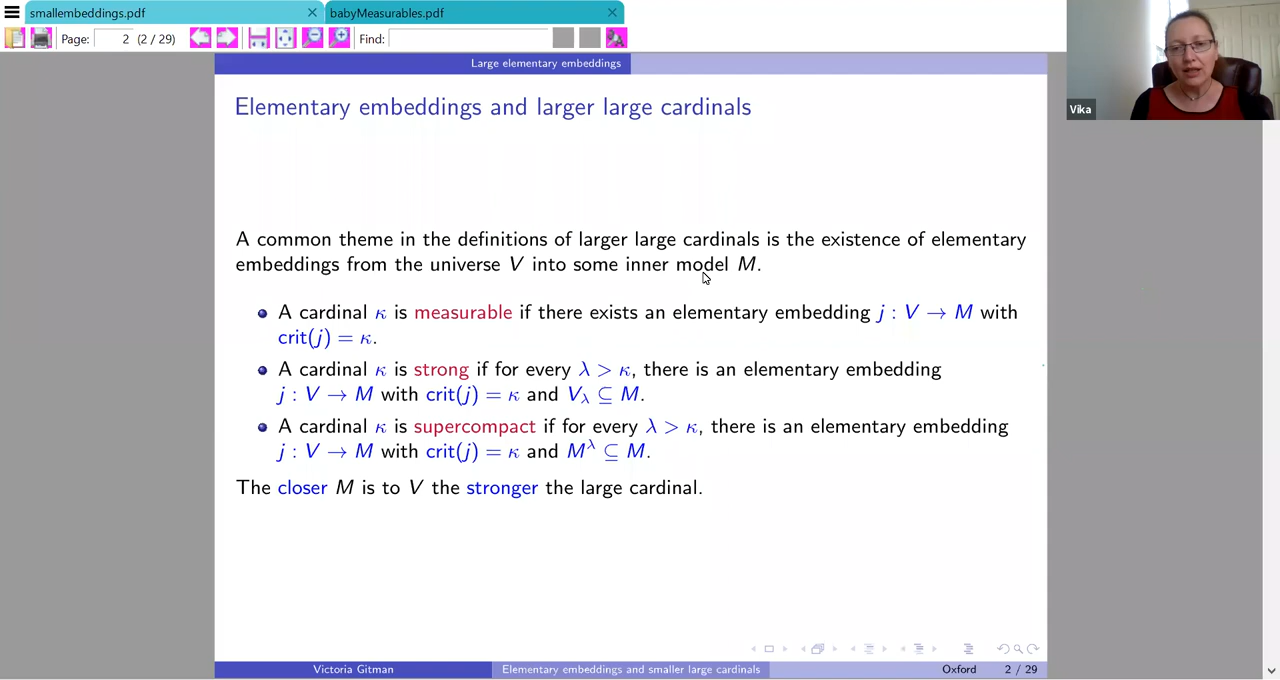 smallembeddings.pdf
babyMeasurables.pdf
Page: 2 (2 / 29) Find:
Vika
Large elementary embeddings
Elementary embeddings and larger large cardinals
A common theme in the definitions of larger large cardinals is the existence of elementary
embeddings from the universe V into some inner model M.
A cardinal κ is measurable if there exists an elementary embedding j : V → M with
crit(j) = κ.
A cardinal κ is strong if for every λ > κ, there is an elementary embedding
j : V → M with crit(j) = κ and V_λ ⊆ M.
A cardinal κ is supercompact if for every λ > κ, there is an elementary embedding
j : V → M with crit(j) = κ and M^λ ⊆ M.
The closer M is to V the stronger the large cardinal.
Victoria Gitman Elementary embeddings and smaller large cardinals Oxford 2 / 29